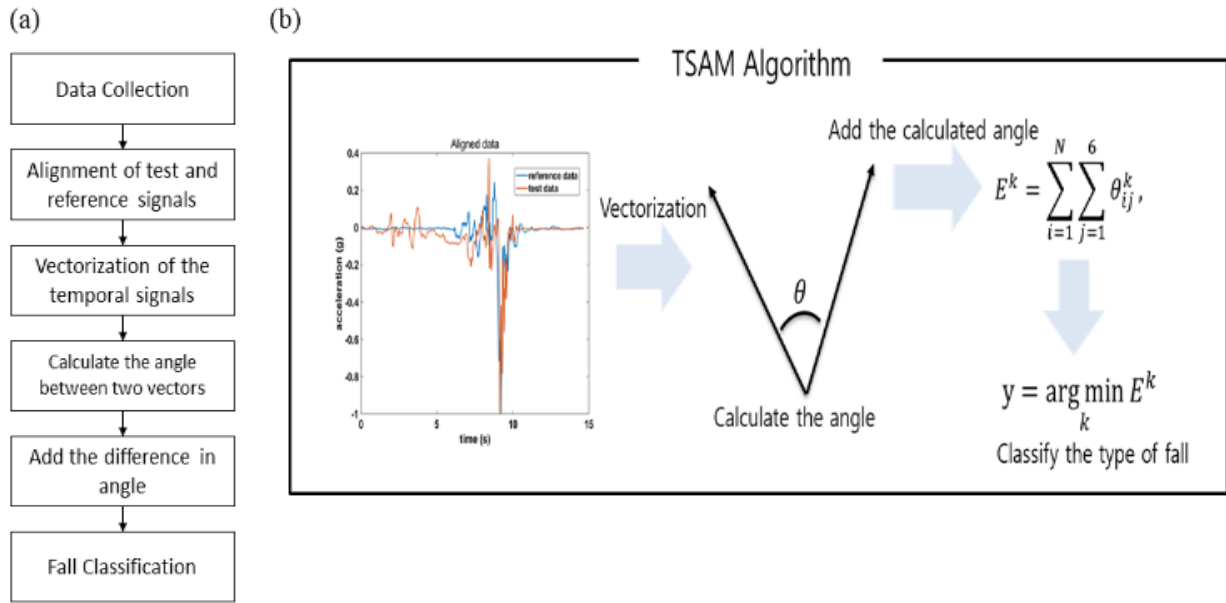 (a)
Data Collection
Alignment of test and
reference signals
Vectorization of the
temporal signals
Calculate the angle
between two vectors
Add the difference in
angle
Fall Classification
(b)
TSAM Algorithm
Aligned data
reference data
test data
0.4
0.2
0
-0.2
-0.4
-0.6
-0.8
-1
acceleration (g)
0 5 10 15
time (s)
Vectorization
θ
Calculate the angle
Add the calculated angle
E^k = \sum_{i=1}^{N} \sum_{j=1}^{6} θ_{ij}^k,
y = arg min_k E^k
Classify the type of fall